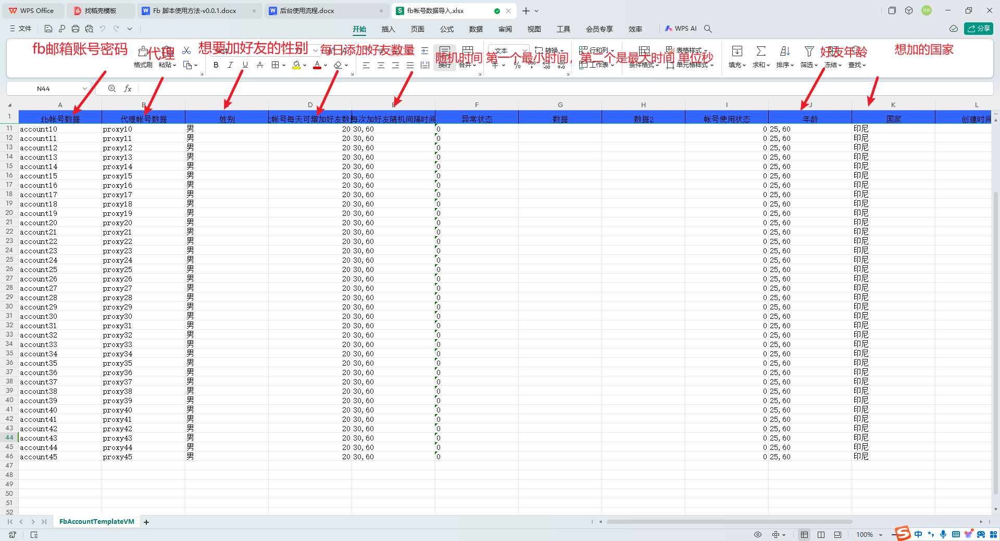 WPS Office 找稻壳模板 Fb 脚本使用方法-v0.0.1.docx 后台使用流程.docx fb帐号数据导入.xlsx
文件 开始 插入 页面 公式 数据 审阅 视图 工具 会员专享 效率 WPS AI 分享
fb邮箱账号密码 代理 想要加好友的性别 每日添加好友数量 随机时间 第一个最小时间，第二个是最大时间 单位秒 好友年龄 想加的国家
文本 转换 行和列 表格样式
格式刷 粘贴 B I U A 换行 合并 工作表 条件格式 单元格样式 填充 求和 排序 筛选 冻结 查找
N44 fx
A B D E F G H I J K L
1 fb帐号数据 代理帐号数据 性别 帐号每天可增加好友数 每次加好友随机间隔时间 异常状态 数据 数据2 帐号使用状态 年龄 国家 创建时间
11 account10 proxy10 男 20 30,60 0 0 25,60 印尼
12 account11 proxy11 男 20 30,60 0 0 25,60 印尼
13 account12 proxy12 男 20 30,60 0 0 25,60 印尼
14 account13 proxy13 男 20 30,60 0 0 25,60 印尼
15 account14 proxy14 男 20 30,60 0 0 25,60 印尼
16 account15 proxy15 男 20 30,60 0 0 25,60 印尼
17 account16 proxy16 男 20 30,60 0 0 25,60 印尼
18 account17 proxy17 男 20 30,60 0 0 25,60 印尼
19 account18 proxy18 男 20 30,60 0 0 25,60 印尼
20 account19 proxy19 男 20 30,60 0 0 25,60 印尼
21 account20 proxy20 男 20 30,60 0 0 25,60 印尼
22 account21 proxy21 男 20 30,60 0 0 25,60 印尼
23 account22 proxy22 男 20 30,60 0 0 25,60 印尼
24 account23 proxy23 男 20 30,60 0 0 25,60 印尼
25 account24 proxy24 男 20 30,60 0 0 25,60 印尼
26 account25 proxy25 男 20 30,60 0 0 25,60 印尼
27 account26 proxy26 男 20 30,60 0 0 25,60 印尼
28 account27 proxy27 男 20 30,60 0 0 25,60 印尼
29 account28 proxy28 男 20 30,60 0 0 25,60 印尼
30 account29 proxy29 男 20 30,60 0 0 25,60 印尼
31 account30 proxy30 男 20 30,60 0 0 25,60 印尼
32 account31 proxy31 男 20 30,60 0 0 25,60 印尼
33 account32 proxy32 男 20 30,60 0 0 25,60 印尼
34 account33 proxy33 男 20 30,60 0 0 25,60 印尼
35 account34 proxy34 男 20 30,60 0 0 25,60 印尼
36 account35 proxy35 男 20 30,60 0 0 25,60 印尼
37 account36 proxy36 男 20 30,60 0 0 25,60 印尼
38 account37 proxy37 男 20 30,60 0 0 25,60 印尼
39 account38 proxy38 男 20 30,60 0 0 25,60 印尼
40 account39 proxy39 男 20 30,60 0 0 25,60 印尼
41 account40 proxy40 男 20 30,60 0 0 25,60 印尼
42 account41 proxy41 男 20 30,60 0 0 25,60 印尼
43 account42 proxy42 男 20 30,60 0 0 25,60 印尼
44 account43 proxy43 男 20 30,60 0 0 25,60 印尼
45 account44 proxy44 男 20 30,60 0 0 25,60 印尼
46 account45 proxy45 男 20 30,60 0 0 25,60 印尼
47
48
49
50
51
52
FbAccountTemplateVM
100% 中